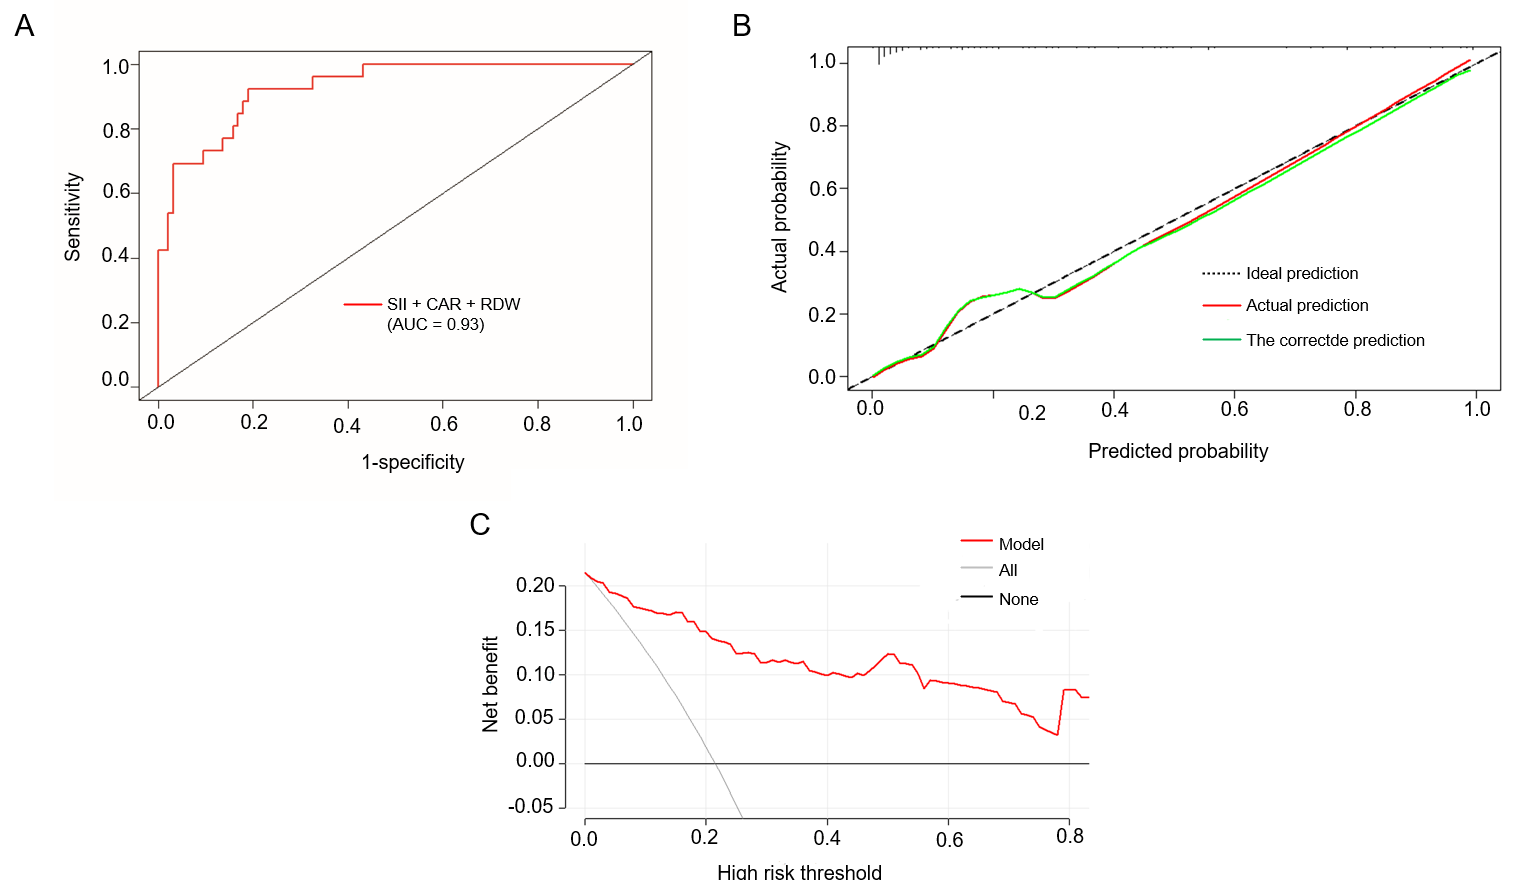 A
1.0
0.8
0.6
0.4
0.2
0.0
Sensitivity
SII + CAR + RDW
(AUC = 0.93)
0.0 0.2 0.4 0.6 0.8 1.0
1-specificity
B
1.0
0.8
0.6
0.4
0.2
0.0
Actual probability
Ideal prediction
Actual prediction
The correctde prediction
0.0 0.2 0.4 0.6 0.8 1.0
Predicted probability
C
Model
All
None
0.20
0.15
0.10
0.05
0.00
-0.05
Net benefit
0.0 0.2 0.4 0.6 0.8
High risk threshold